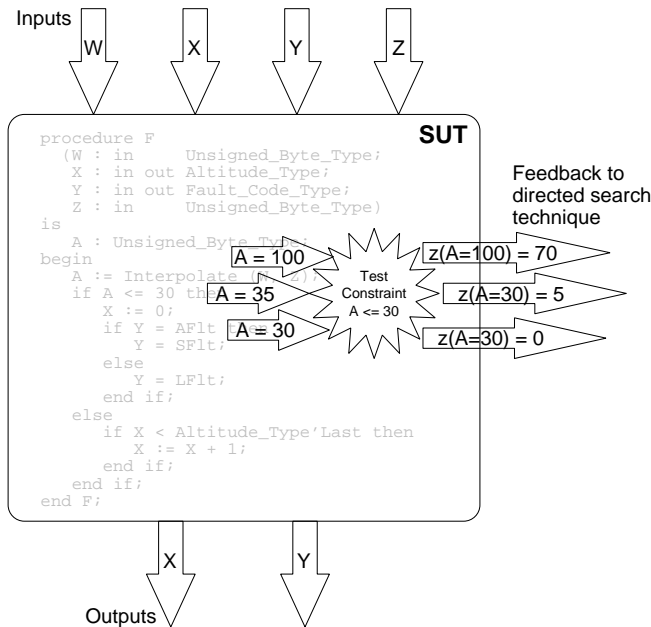 Inputs
W
X
Y
Z
SUT
procedure F
(W : in Unsigned_Byte_Type;
X : in out Altitude_Type;
Y : in out Fault_Code_Type;
Z : in Unsigned_Byte_Type)
is
A : Unsigned_Byte_Type;
begin
A := Interpolate (W, Z);
if A <= 30 then
X := 0;
if Y = AFlt then
Y = SFlt;
else
Y = LFlt;
end if;
else
if X < Altitude_Type'Last then
X := X + 1;
end if;
end if;
end F;
A = 100
A = 35
A = 30
Test
Constraint
A <= 30
Feedback to
directed search
technique
z(A=100) = 70
z(A=30) = 5
z(A=30) = 0
X
Y
Outputs